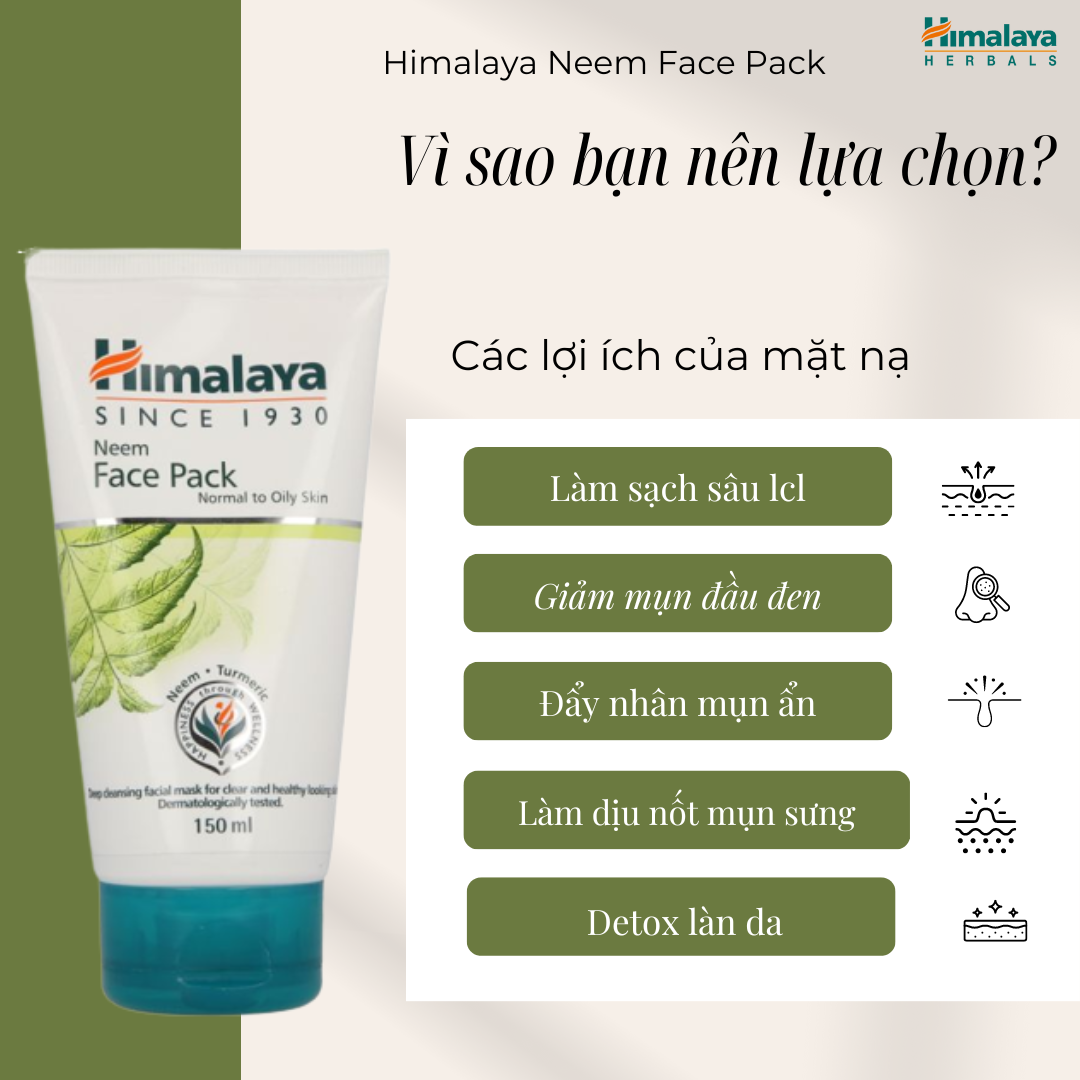 Himalaya
HERBALS
Himalaya Neem Face Pack
Vì sao bạn nên lựa chọn?
Himalaya
SINCE 1930
Neem
Face Pack
Normal to Oily Skin
Neem • Turmeric
HAPPINESS through WELLNESS
Deep cleansing facial mask for clear and healthy looking
Dermatologically tested.
150 ml
Các lợi ích của mặt nạ
Làm sạch sâu lcl
Giảm mụn đầu đen
Đẩy nhân mụn ẩn
Làm dịu nốt mụn sưng
Detox làn da